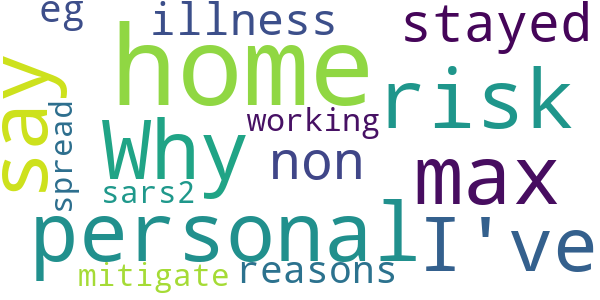 eg illness stayed
say home risk
spread Why working non max
sars2
personal I've
mitigate reasons